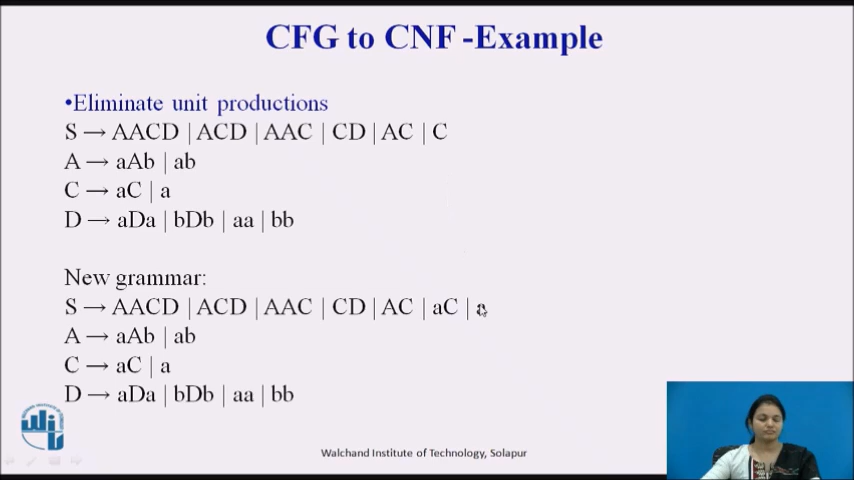 CFG to CNF -Example
•Eliminate unit productions
S → AACD | ACD | AAC | CD | AC | C
A → aAb | ab
C → aC | a
D → aDa | bDb | aa | bb
New grammar:
S → AACD | ACD | AAC | CD | AC | aC | a
A → aAb | ab
C → aC | a
D → aDa | bDb | aa | bb
Walchand Institute of Technology, Solapur